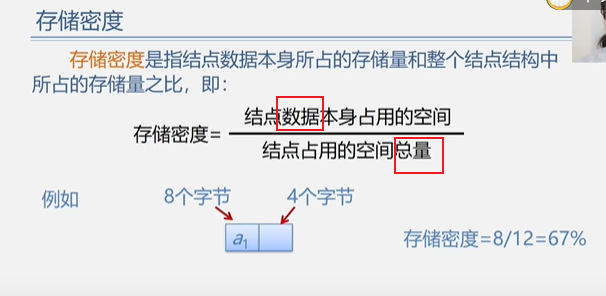 存储密度
存储密度是指结点数据本身所占的存储量和整个结点结构中
所占的存储量之比，即：
存储密度=
结点数据本身占用的空间
结点占用的空间总量
例如
8个字节
4个字节
a₁
存储密度=8/12=67%